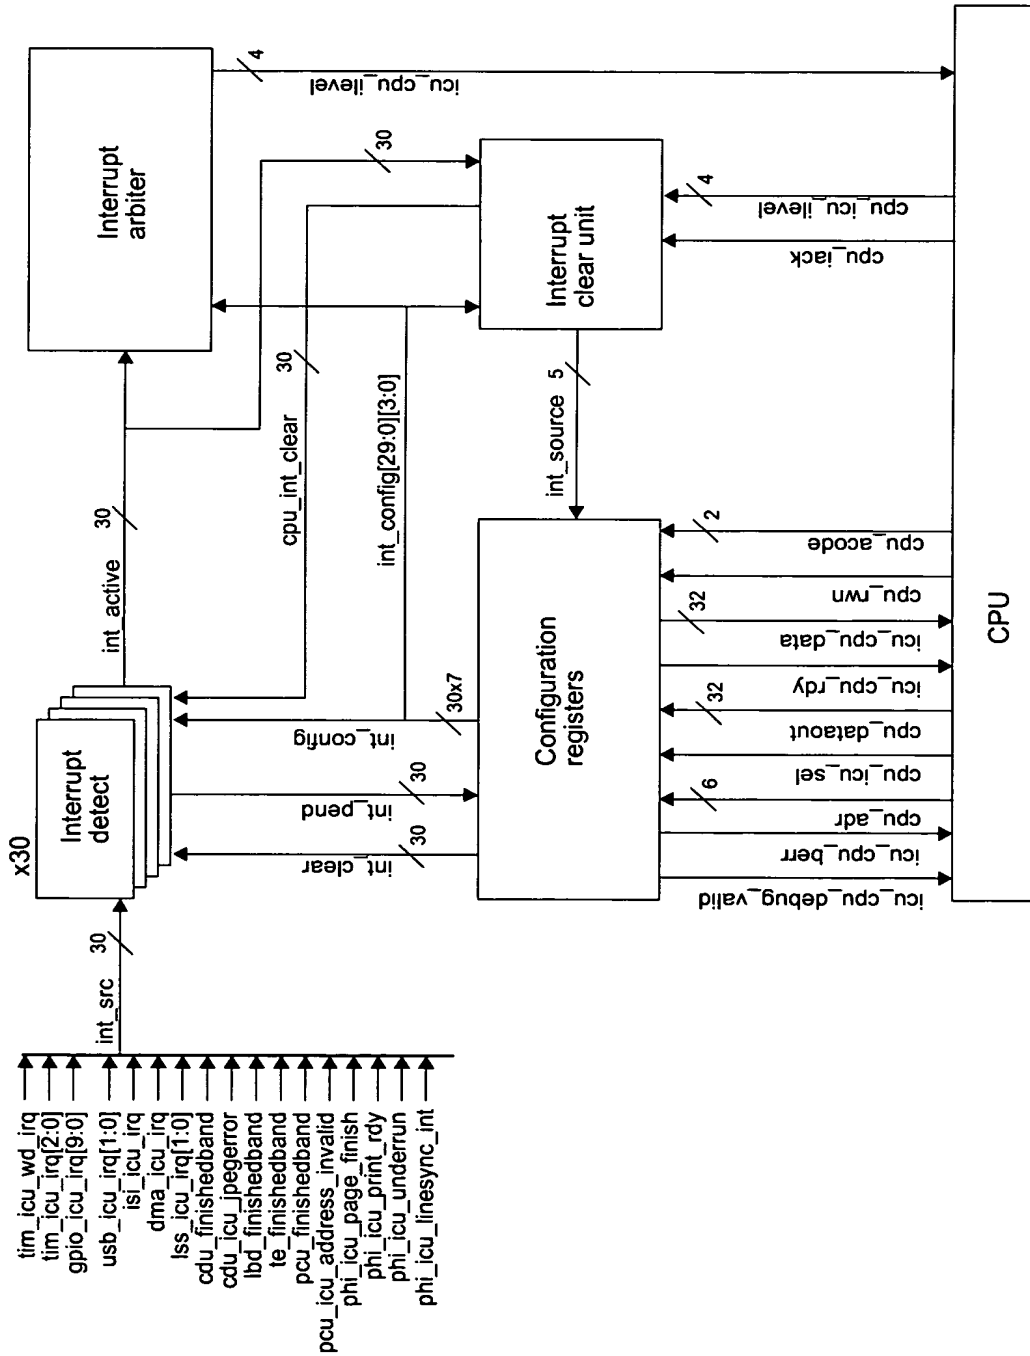 tim_icu_wd_irq
tim_icu_irq[2:0]
gpio_icu_irq[9:0]
usb_icu_irq[1:0]
isi_icu_irq
dma_icu_irq
lss_icu_irq[1:0]
cdu_finishedband
cdu_icu_jpegerror
lbd_finishedband
te_finishedband
pcu_finishedband
pcu_icu_address_invalid
phi_icu_page_finish
phi_icu_print_rdy
phi_icu_underrun
phi_icu_linesync_int
int_src
30
x30
Interrupt
detect
int_active
30
Interrupt
arbiter
4
icu_cpu_ilevel
30
cpu_int_clear
30
int_config[29:0][3:0]
int_clear
30
int_pend
30
int_config
30x7
Configuration
registers
int_source
5
Interrupt
clear unit
cpu_iack
cpu_icu_ilevel
4
icu_cpu_debug_valid
icu_cpu_berr
cpu_adr
6
cpu_icu_sel
cpu_dataout
32
icu_cpu_rdy
icu_cpu_data
32
cpu_rwn
cpu_acode
2
CPU